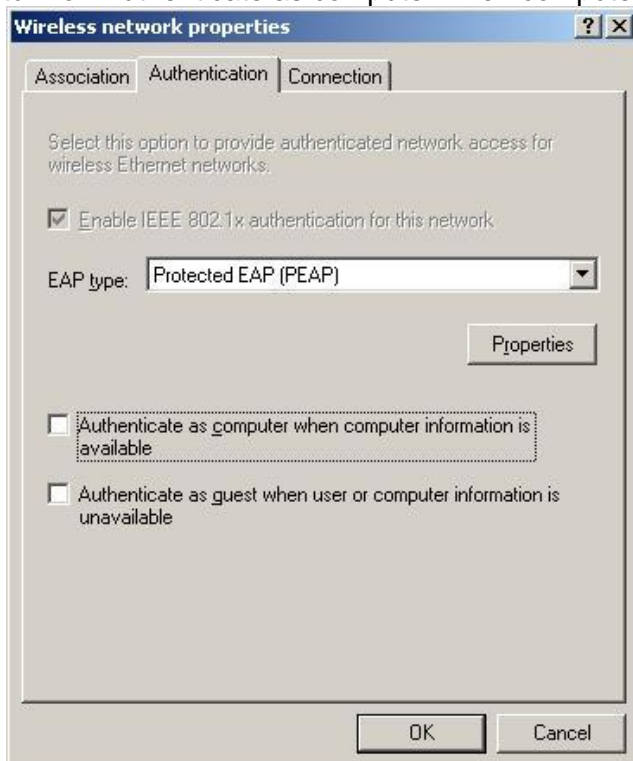 Wireless network properties
Association Authentication Connection
Select this option to provide authenticated network access for
wireless Ethernet networks.
Enable IEEE 802.1x authentication for this network
EAP type: Protected EAP (PEAP)
Properties
Authenticate as computer when computer information is
available
Authenticate as guest when user or computer information is
unavailable
OK Cancel